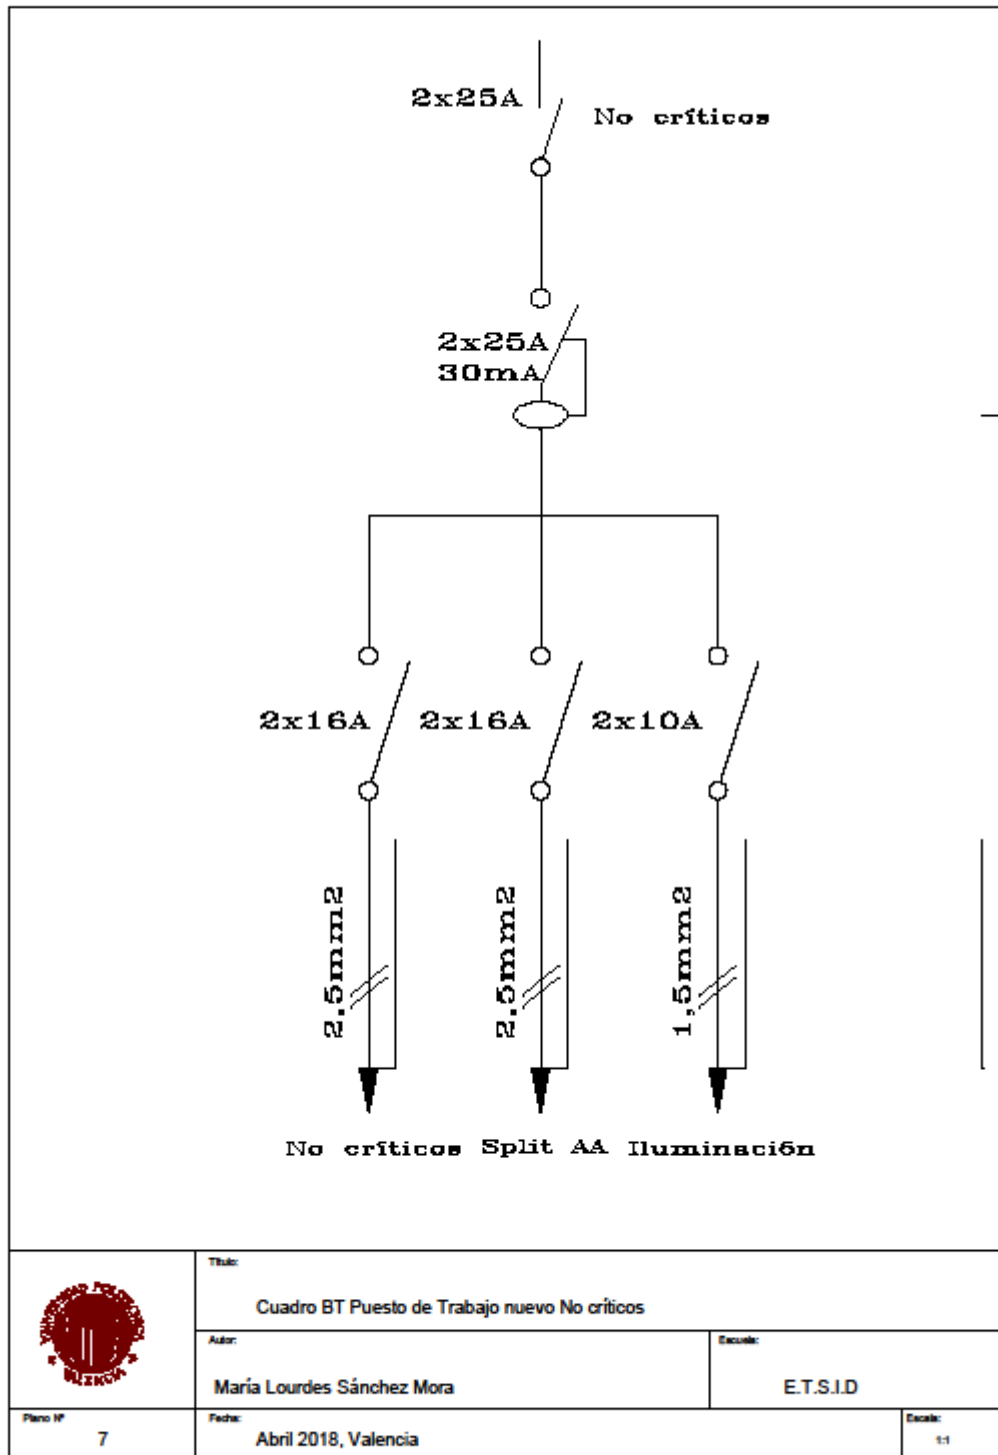 2x25A
No críticos
2x25A
30mA
2x16A
2x16A
2x10A
2,5mm2
2,5mm2
1,5mm2
No críticos
Split AA
Iluminación
Título:
Cuadro BT Puesto de Trabajo nuevo No críticos
Autor:
María Lourdes Sánchez Mora
Escuela:
E.T.S.I.D
Plano Nº
7
Fecha:
Abril 2018, Valencia
Escala:
1:1